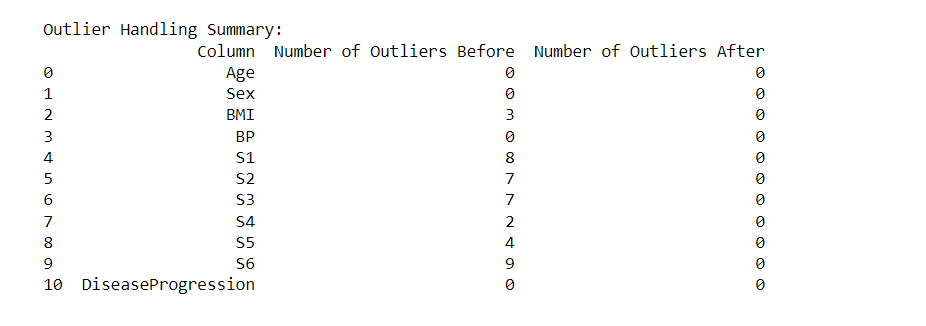 Outlier Handling Summary:
Column Number of Outliers Before Number of Outliers After
0 Age 0 0
1 Sex 0 0
2 BMI 3 0
3 BP 0 0
4 S1 8 0
5 S2 7 0
6 S3 7 0
7 S4 2 0
8 S5 4 0
9 S6 9 0
10 DiseaseProgression 0 0